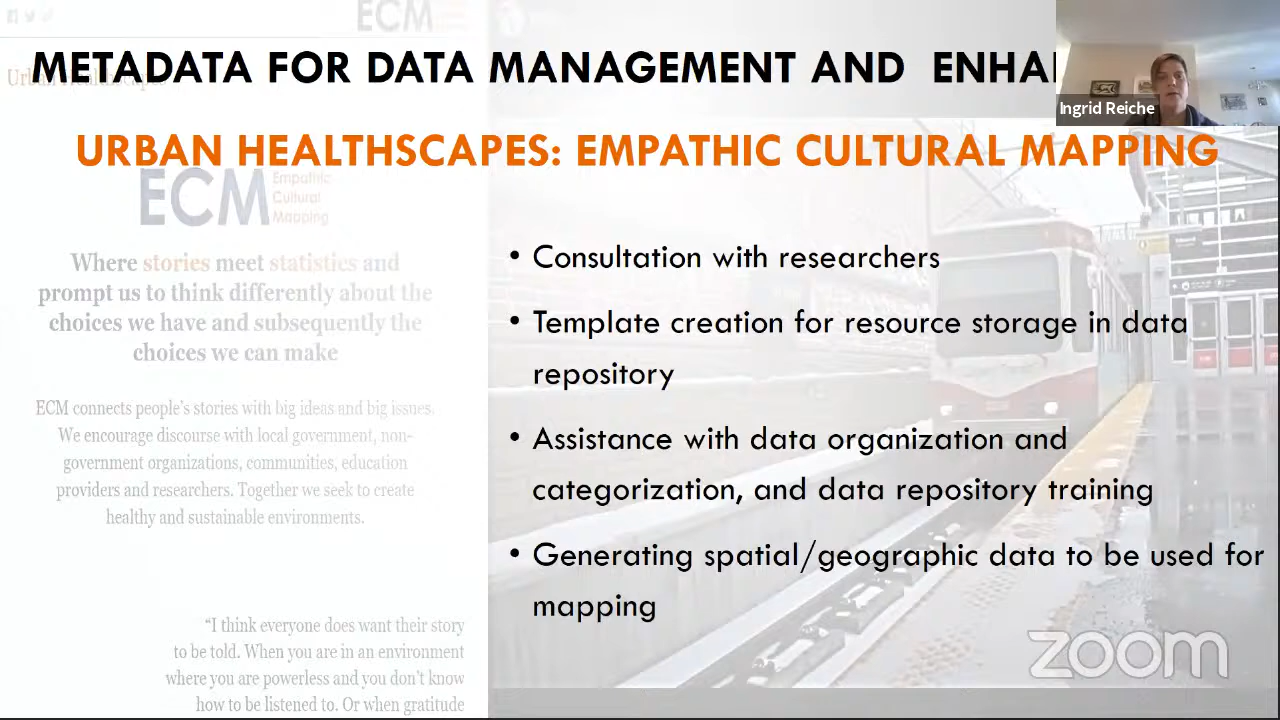 ECM
METADATA FOR DATA MANAGEMENT AND ENHA
Urban Healthscapes
Ingrid Reiche
URBAN HEALTHSCAPES: EMPATHIC CULTURAL MAPPING
ECM
Empathic
Cultural
Mapping
Where stories meet statistics and
prompt us to think differently about the
choices we have and subsequently the
choices we can make
ECM connects people's stories with big ideas and big issues.
We encourage discourse with local government, non-
government organizations, communities, education
providers and researchers. Together we seek to create
healthy and sustainable environments.
“I think everyone does want their story
to be told. When you are in an environment
where you are powerless and you don't know
how to be listened to. Or when gratitude
• Consultation with researchers
• Template creation for resource storage in data
repository
• Assistance with data organization and
categorization, and data repository training
• Generating spatial/geographic data to be used for
mapping
zoom